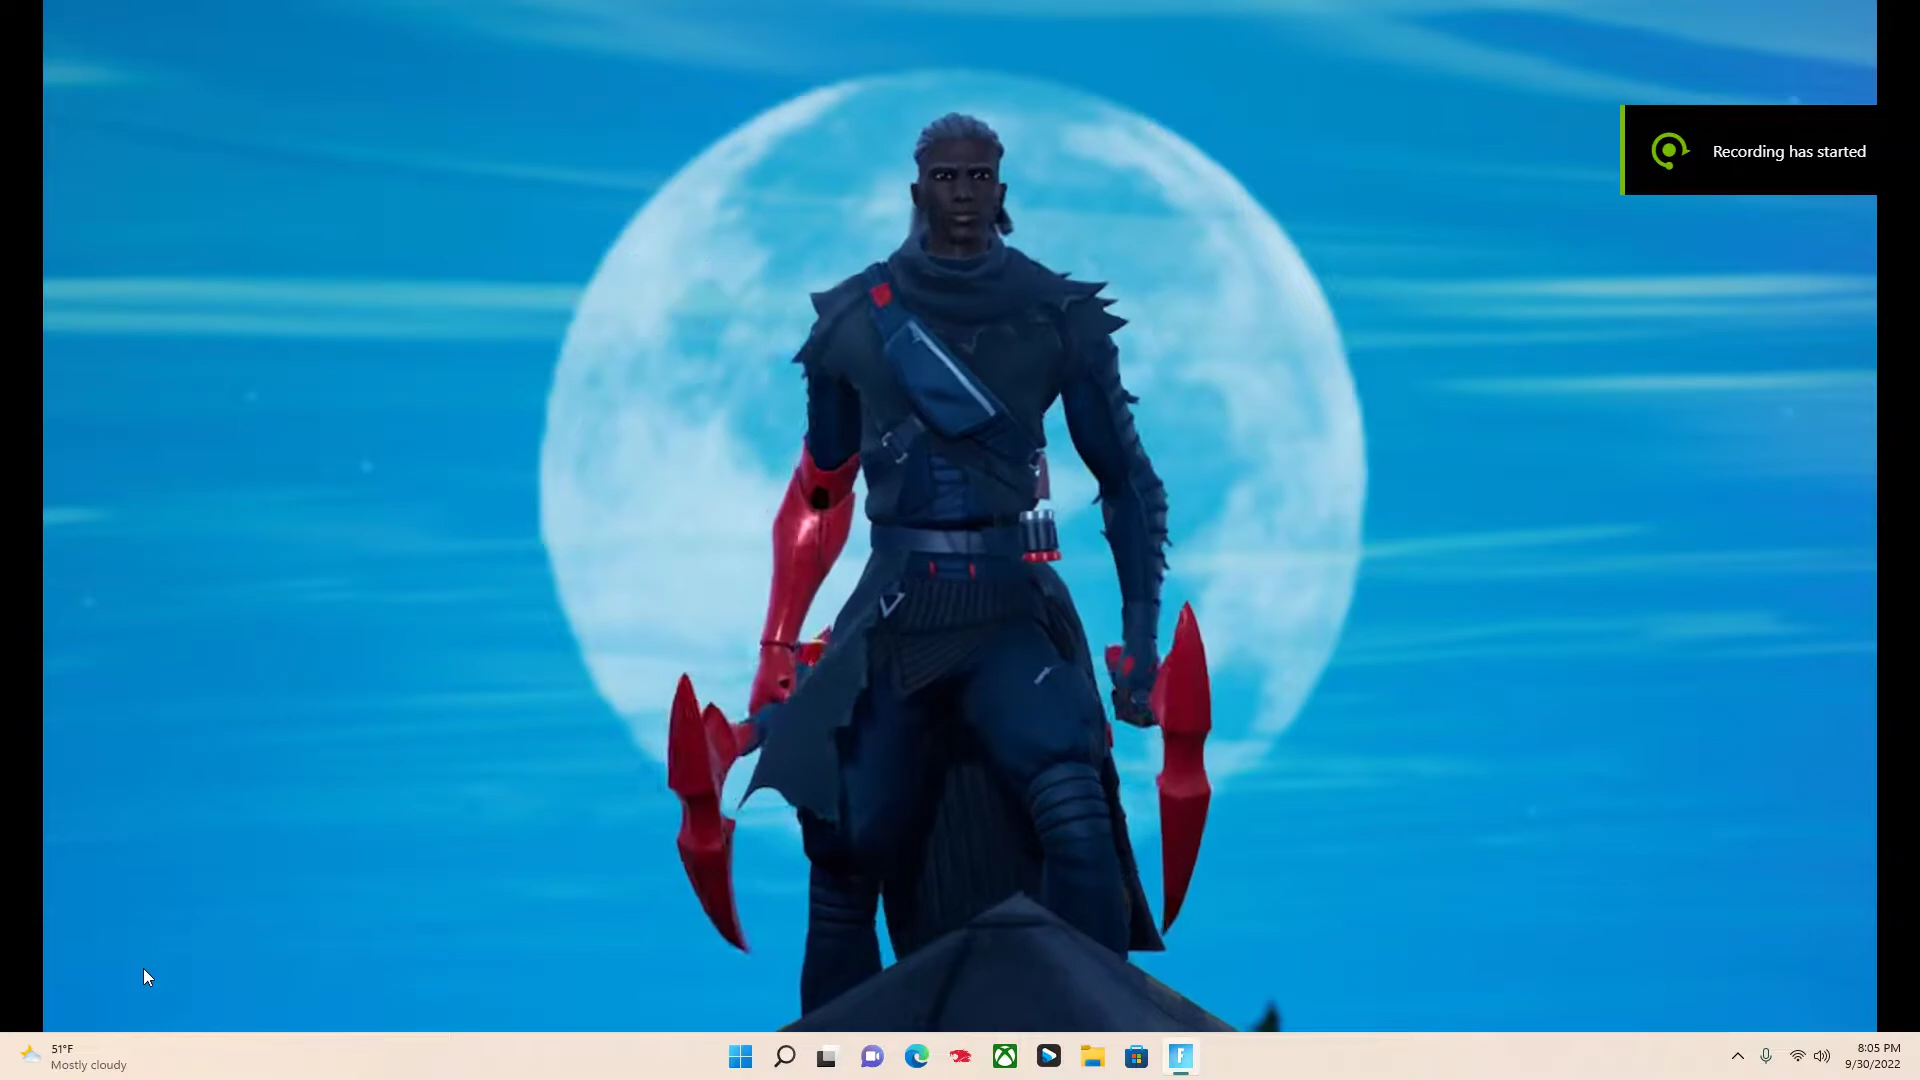 Recording has started
51°F
Mostly cloudy
F
8:05 PM
9/30/2022